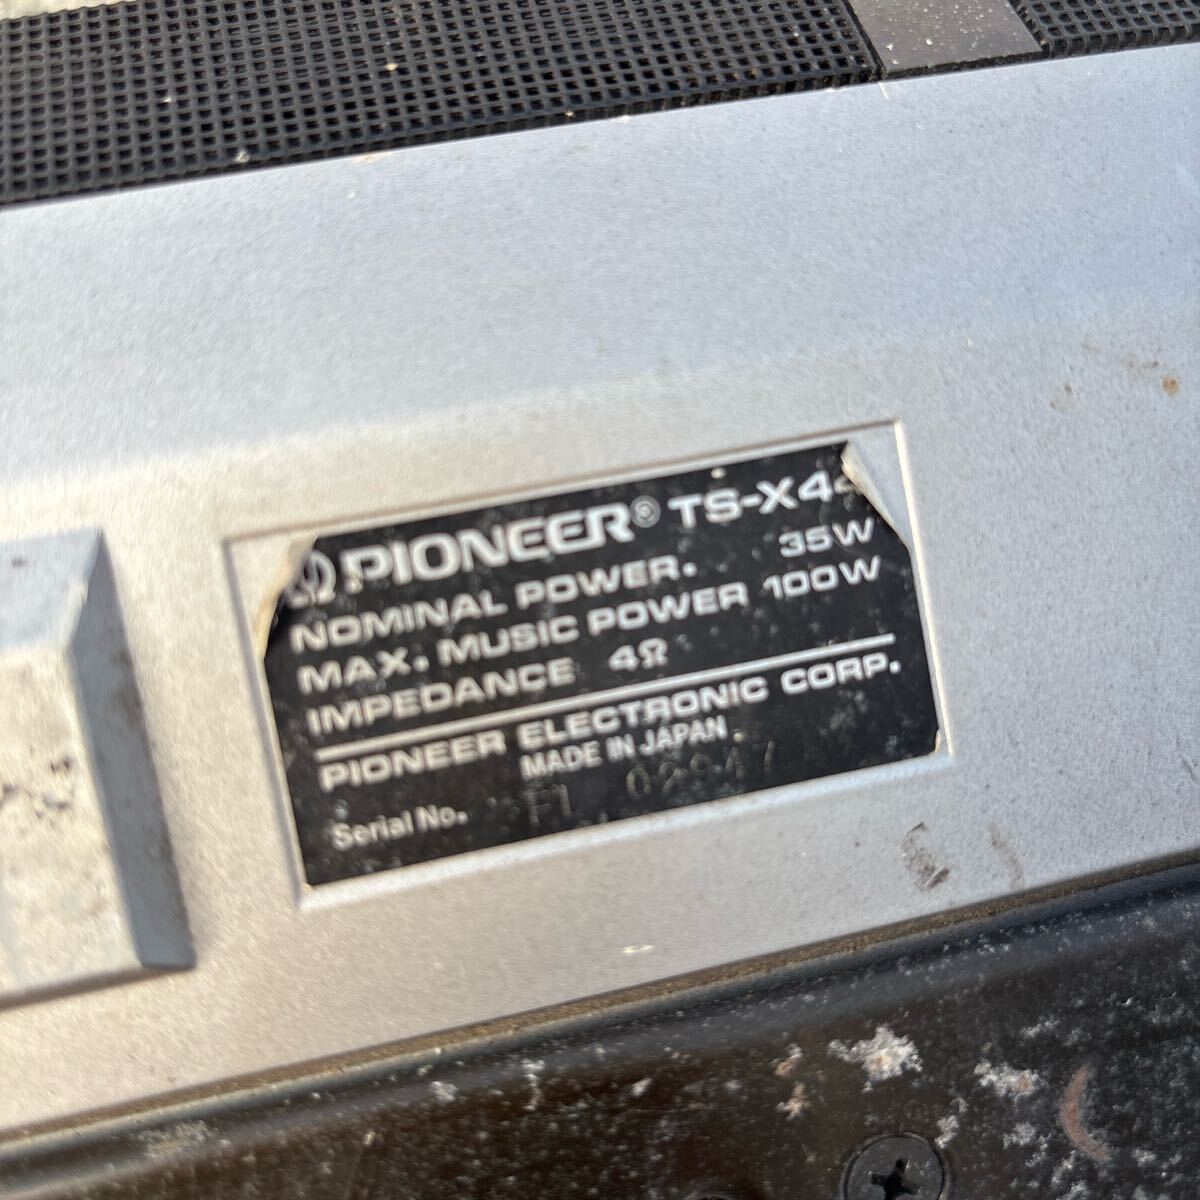 PIONEER® TS-X4
NOMINAL POWER. 35W
MAX. MUSIC POWER 100W
IMPEDANCE 4Ω
PIONEER ELECTRONIC CORP.
MADE IN JAPAN.
Serial No. FI